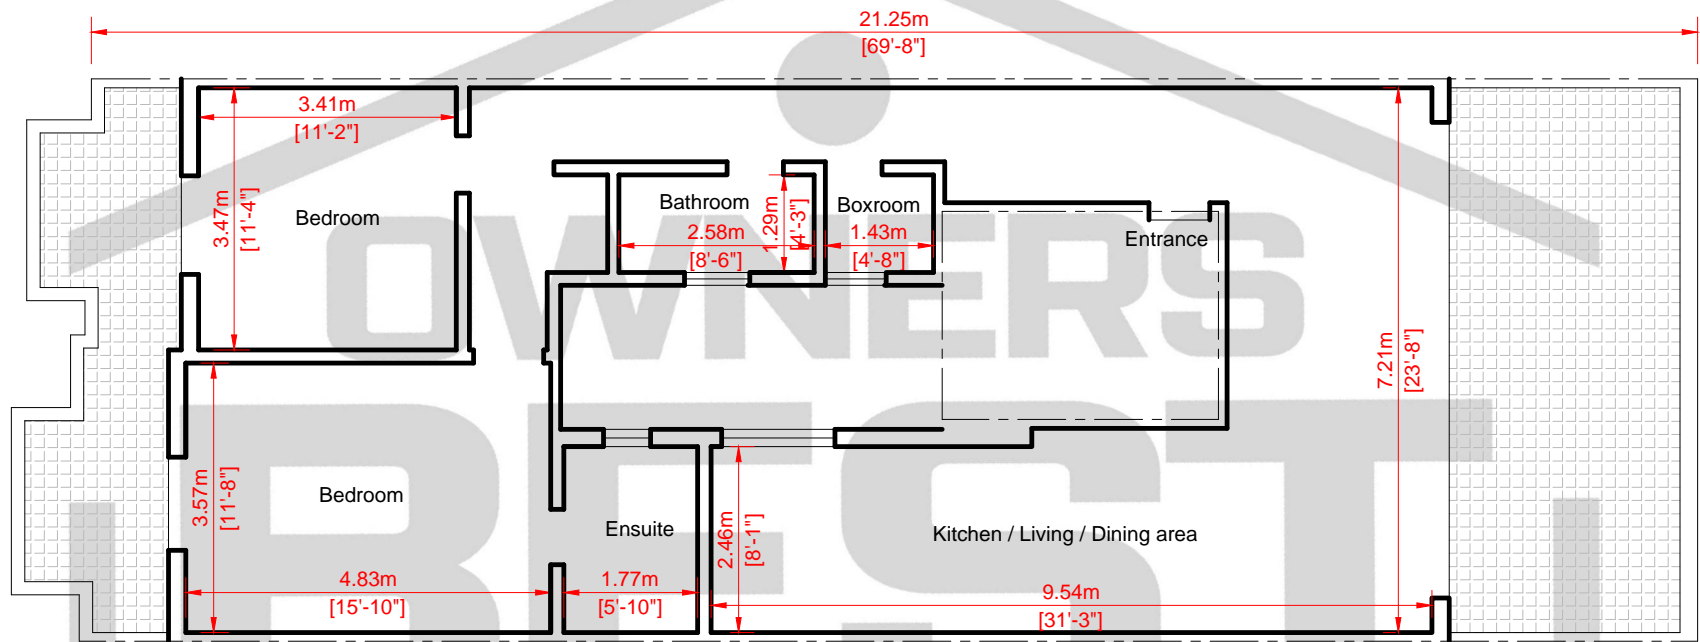 21.25m
[69'-8"]
3.41m
[11'-2"]
3.47m
[11'-4"]
Bedroom
Bathroom
2.58m
[8'-6"]
1.29m
[4'-3"]
Boxroom
1.43m
[4'-8"]
Entrance
7.21m
[23'-8"]
OWNERS
BEST
3.57m
[11'-8"]
Bedroom
4.83m
[15'-10"]
Ensuite
1.77m
[5'-10"]
2.46m
[8'-1"]
Kitchen / Living / Dining area
9.54m
[31'-3"]